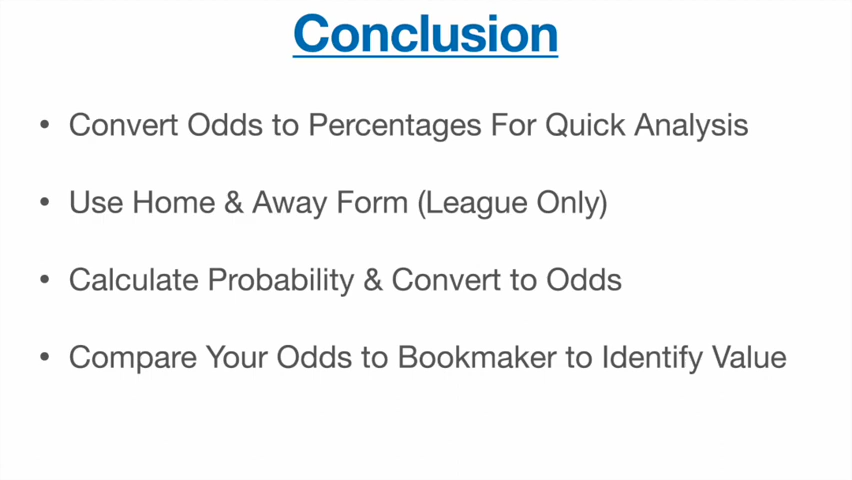 Conclusion
• Convert Odds to Percentages For Quick Analysis
• Use Home & Away Form (League Only)
• Calculate Probability & Convert to Odds
• Compare Your Odds to Bookmaker to Identify Value